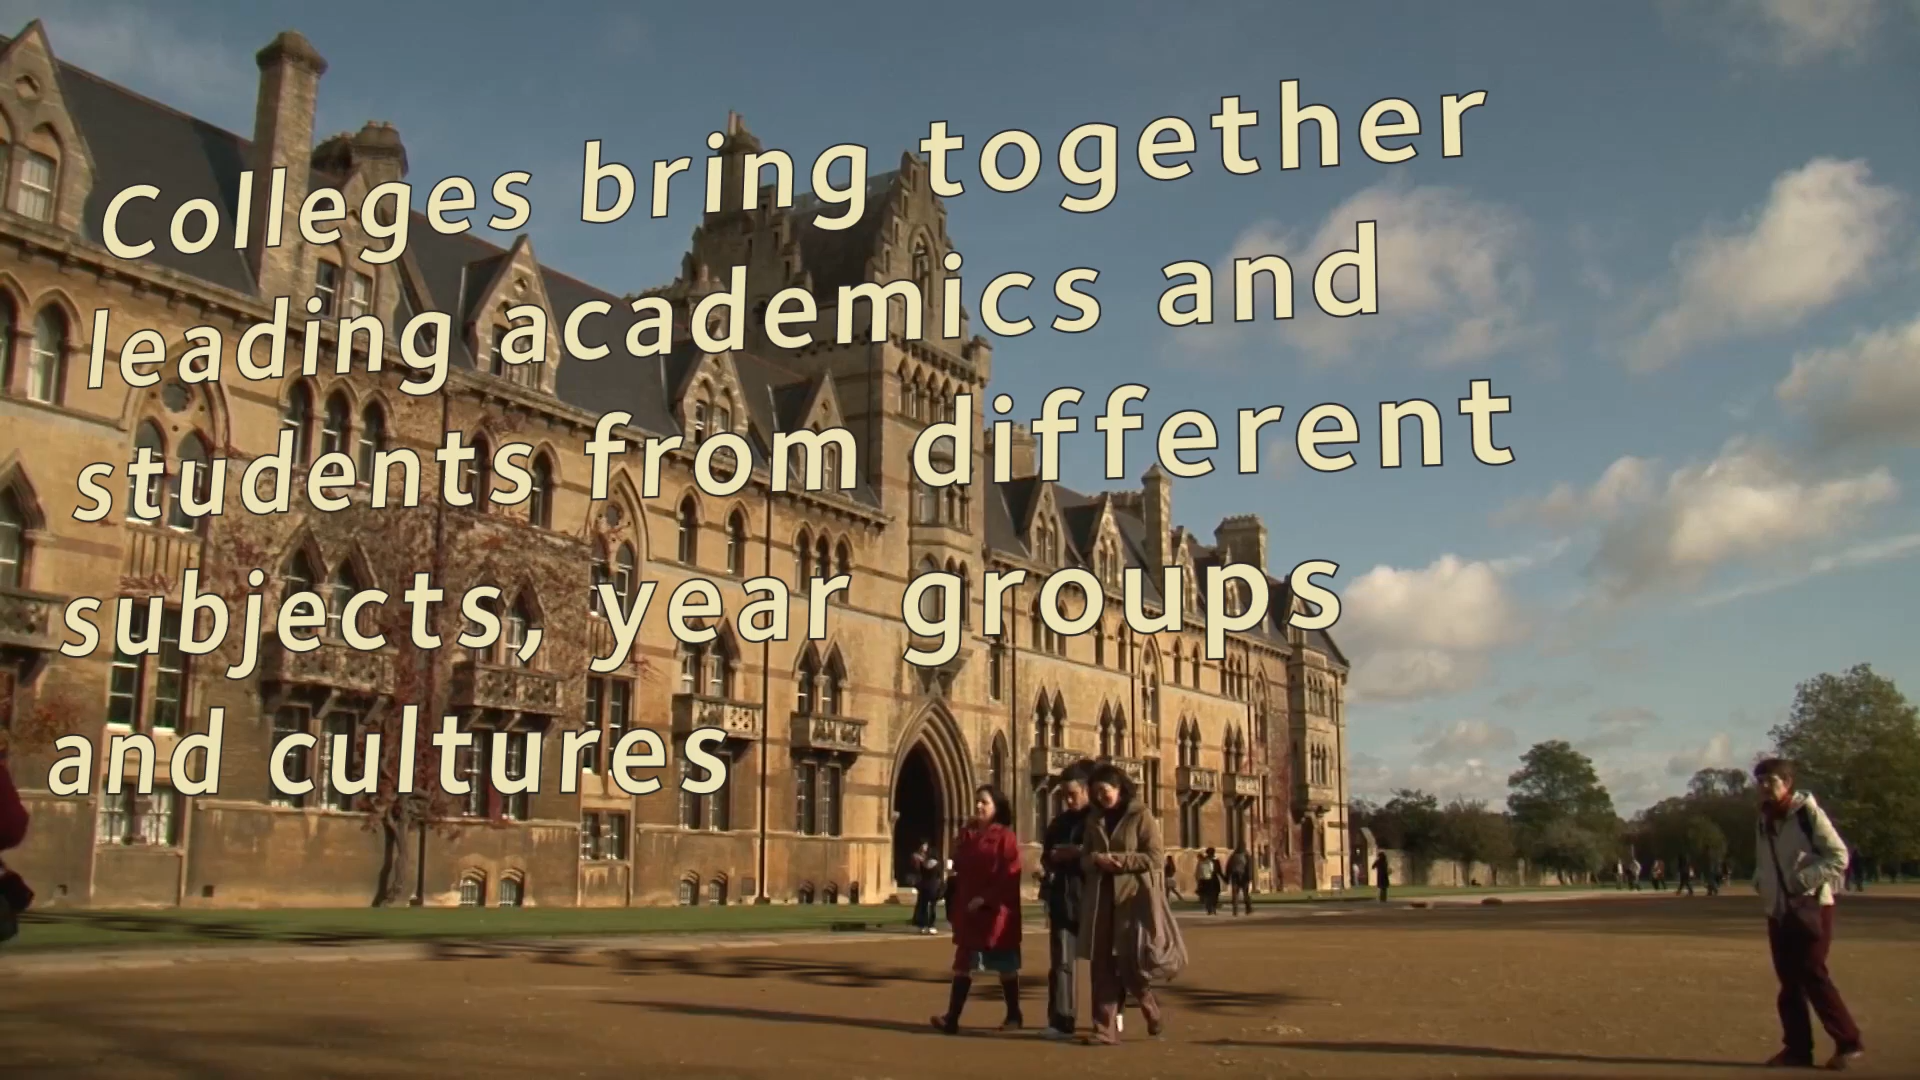 Colleges bring together
leading academics and
students from different
subjects, year groups
and cultures